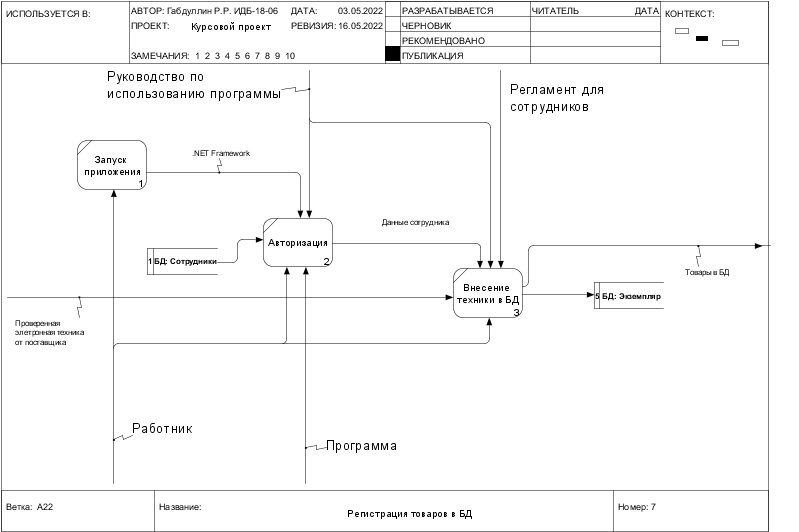 ИСПОЛЬЗУЕТСЯ В:
АВТОР: Габдуллин Р.Р. ИДБ-18-06 ДАТА: 03.05.2022
ПРОЕКТ: Курсовой проект РЕВИЗИЯ: 16.05.2022
ЗАМЕЧАНИЯ: 1 2 3 4 5 6 7 8 9 10
РАЗРАБАТЫВАЕТСЯ
ЧЕРНОВИК
РЕКОМЕНДОВАНО
ПУБЛИКАЦИЯ
ЧИТАТЕЛЬ ДАТА
КОНТЕКСТ:
Руководство по
использованию программы
Регламент для
сотрудников
Запуск
приложения
1
.NET Framework
Данные сотрудника
Авторизация
2
1 БД: Сотрудники
Товары в БД
Внесение
техники в БД
3
5 БД: Экземпляр
Проверенная
элетронная техника
от поставщика
Работник
Программа
Ветка: A22
Название:
Регистрация товаров в БД
Номер: 7